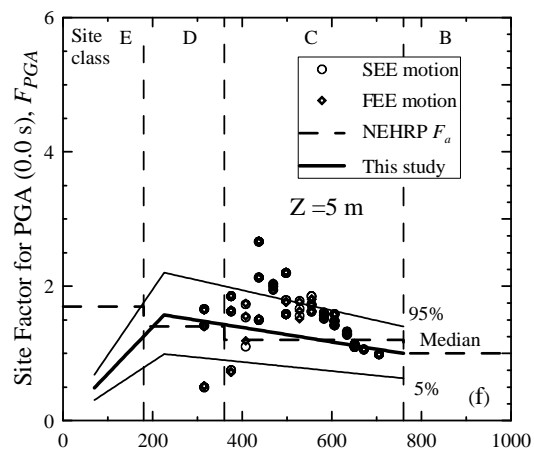 6
4
2
0
Site Factor for PGA (0.0 s), F_PGA
Site
class
E
D
C
B
SEE motion
FEE motion
NEHRP F_a
This study
Z =5 m
95%
Median
5%
(f)
0 200 400 600 800 1000